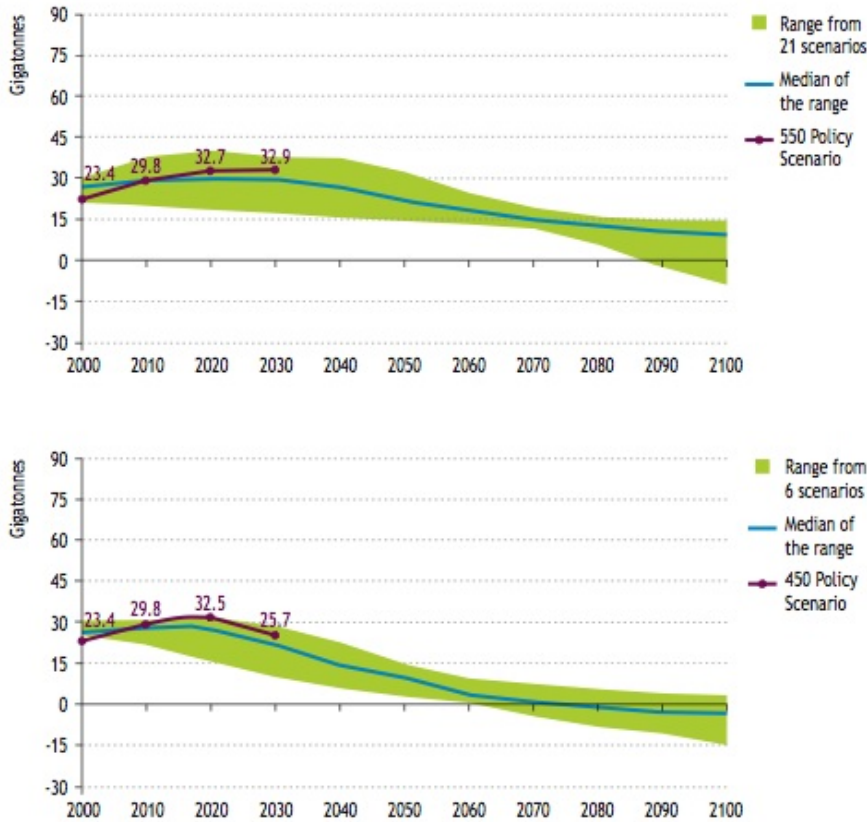 Gigatonnes
90
75
60
45
30
15
0
-15
-30
23.4
29.8
32.7
32.9
2000 2010 2020 2030 2040 2050 2060 2070 2080 2090 2100
Range from
21 scenarios
Median of
the range
550 Policy
Scenario
Gigatonnes
90
75
60
45
30
15
0
-15
-30
23.4
29.8
32.5
25.7
2000 2010 2020 2030 2040 2050 2060 2070 2080 2090 2100
Range from
6 scenarios
Median of
the range
450 Policy
Scenario